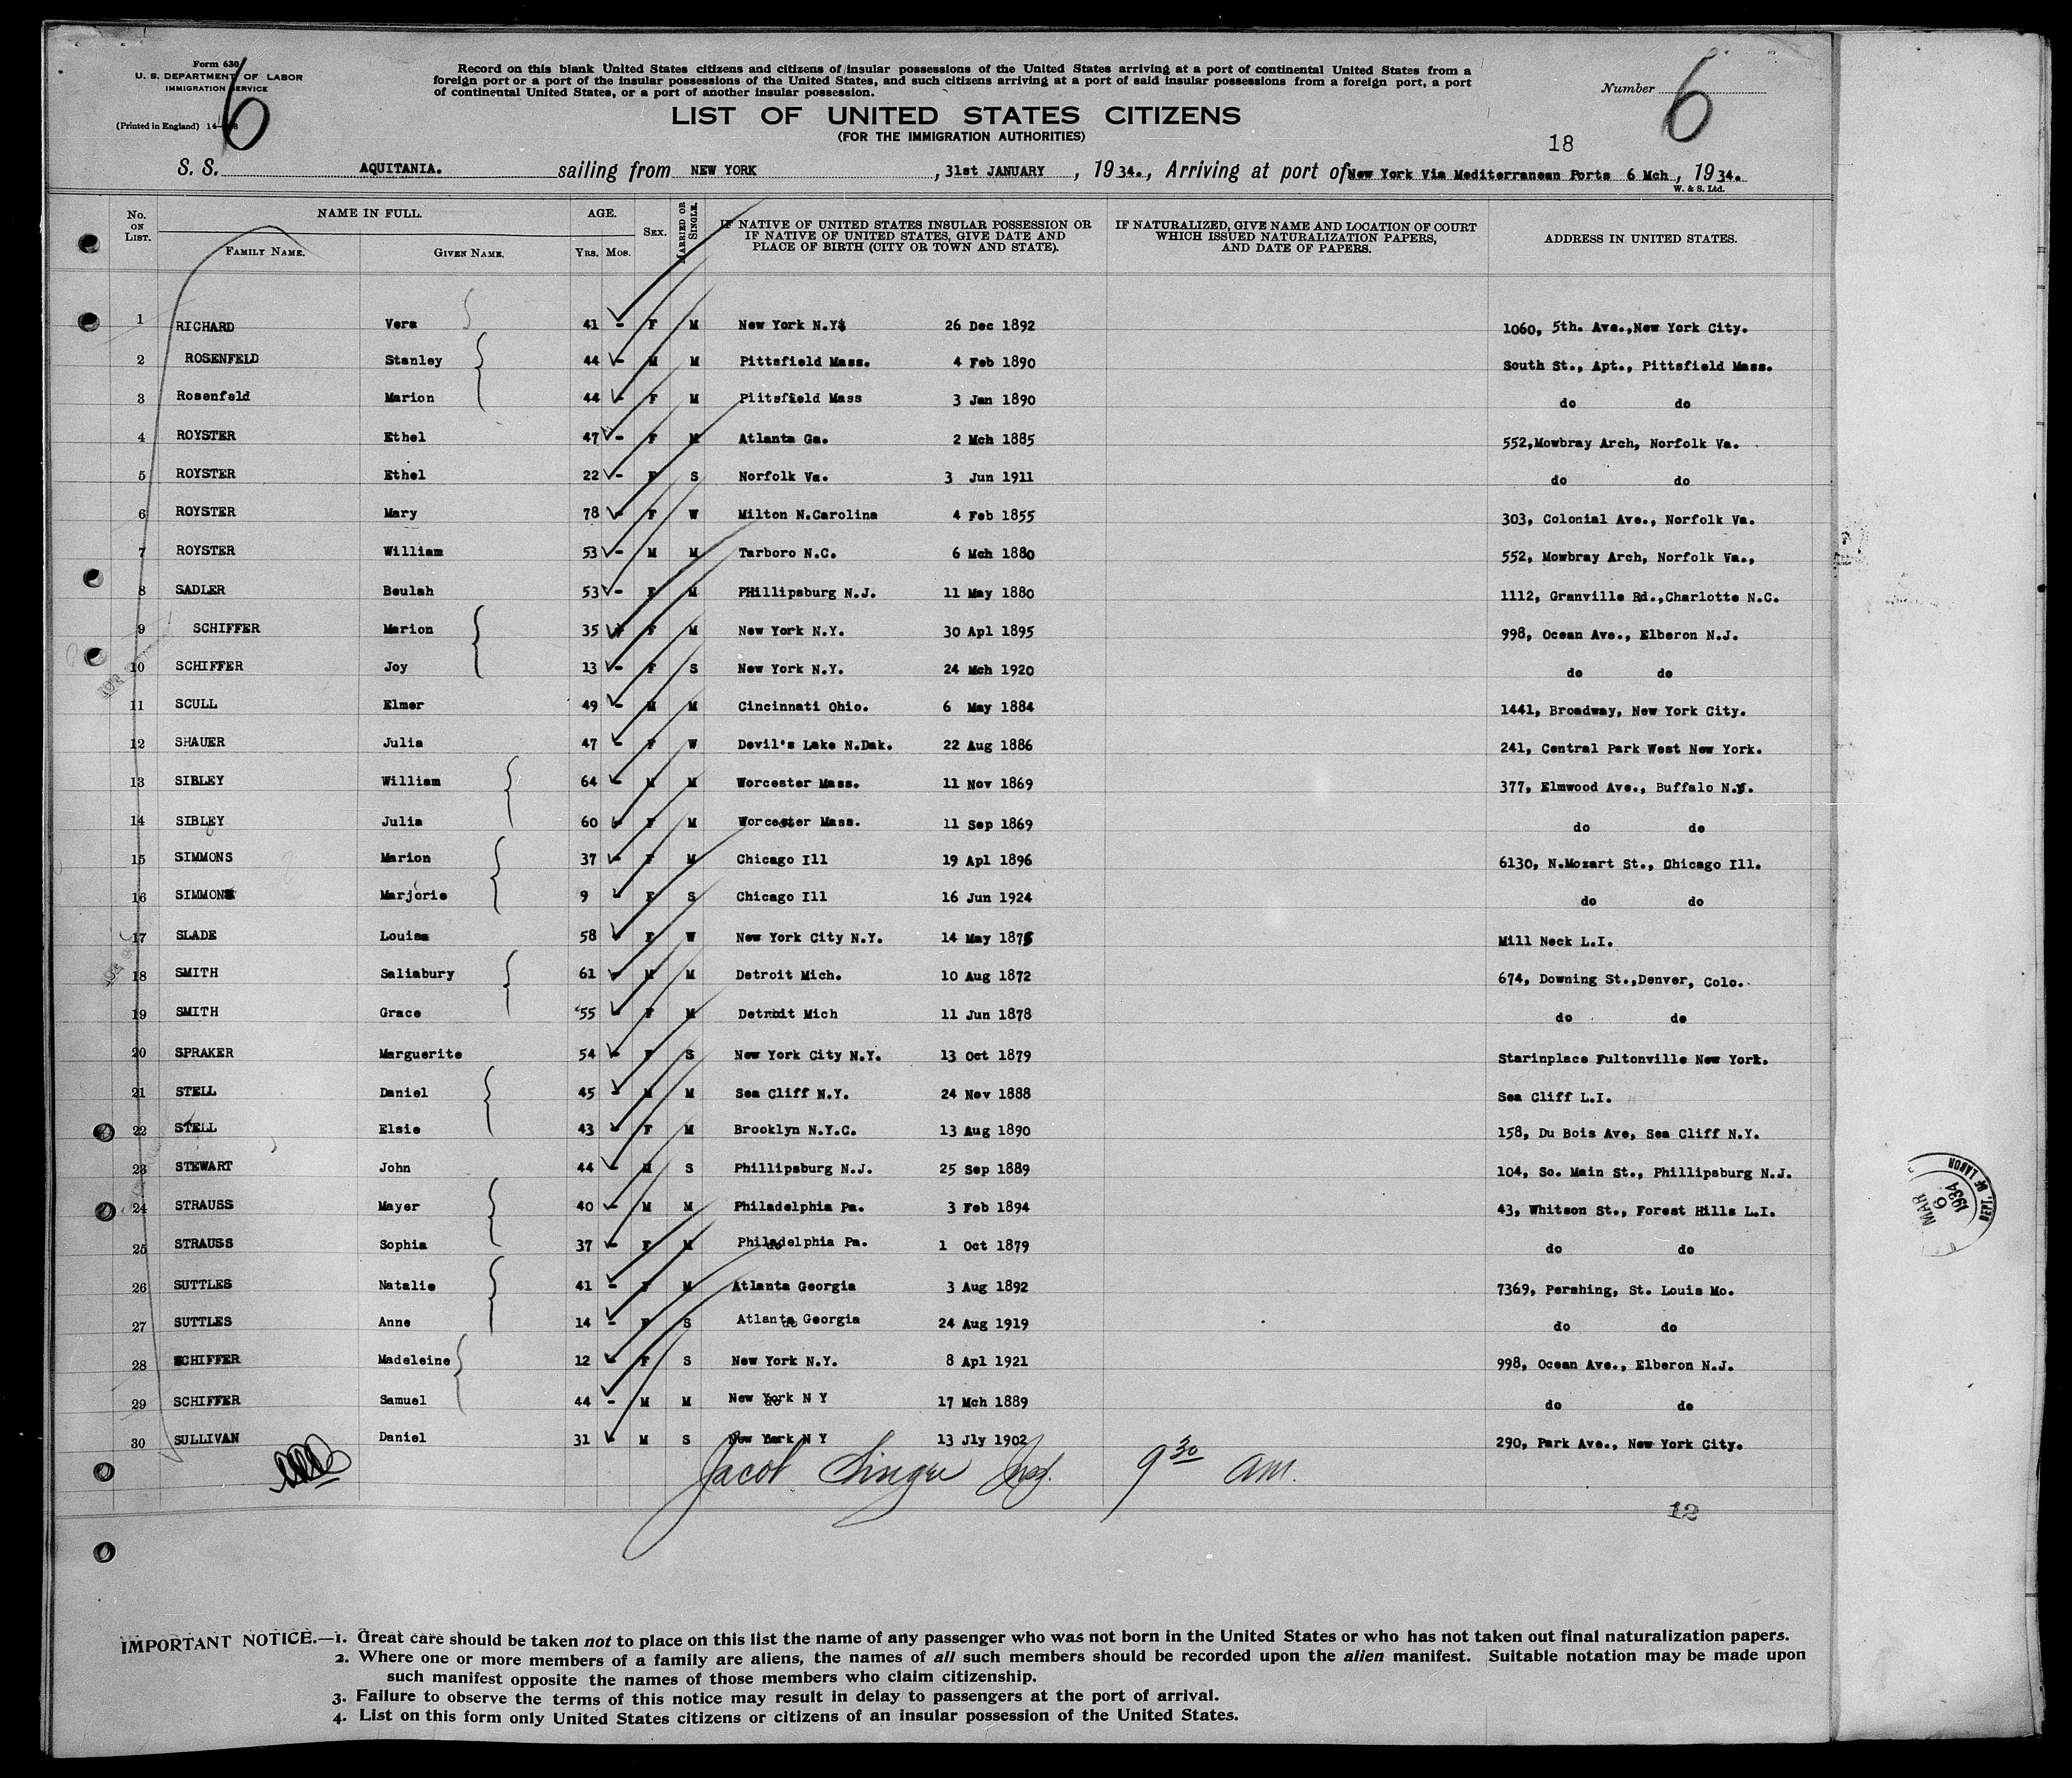 Form 630
U. S. DEPARTMENT OF LABOR
IMMIGRATION SERVICE
(Printed in England)
6
Record on this blank United States citizens and citizens of insular possessions of the United States arriving at a port of continental United States from a
foreign port or a part of the insular possessions of the United States, and such citizens arriving at a port of said insular possessions from a foreign port, a port
of continental United States, or a part of another insular possession.
LIST OF UNITED STATES CITIZENS
(FOR THE IMMIGRATION AUTHORITIES)
Number 6
18
S. S. AQUITANIA. sailing from NEW YORK , 31st JANUARY , 1934., Arriving at port of New York Via Mediterranean Ports 6 Mch , 1934.
W. & S. Ltd.
No. ON LIST. NAME IN FULL. FAMILY NAME. GIVEN NAME. AGE. YRS. MOS. SEX. MARRIED OR SINGLE. IF NATIVE OF UNITED STATES INSULAR POSSESSION OR IF NATIVE OF UNITED STATES, GIVE DATE AND PLACE OF BIRTH (CITY OR TOWN AND STATE). IF NATURALIZED, GIVE NAME AND LOCATION OF COURT WHICH ISSUED NATURALIZATION PAPERS, AND DATE OF PAPERS. ADDRESS IN UNITED STATES.
1 RICHARD Vera 41 - F M New York N.Y$ 26 Dec 1892 1060, 5th. Ave.,New York City.
2 ROSENFELD Stanley 44 - M M Pittsfield Mass. 4 Feb 1890 South St., Apt., Pittsfield Mass.
3 Rosenfeld Marion 44 - F M Piitsfield Mass 3 Jan 1890 do do
4 ROYSTER Ethel 47 - F M Atlanta Ga. 2 Mch 1885 552,Mowbray Arch, Norfolk Va.
5 ROYSTER Ethel 22 - F S Norfolk Va. 3 Jun 1911 do do
6 ROYSTER Mary 78 - F W Milton N.Carolina 4 Feb 1855 303, Colonial Ave., Norfolk Va.
7 ROYSTER William 53 - M M Tarboro N.C. 6 Mch 1880 552, Mowbray Arch, Norfolk Va.,
8 SADLER Beulah 53 - F M PHillipsburg N.J. 11 May 1880 1112, Granville Rd.,Charlotte N.C.
9 SCHIFFER Marion 35 F M New York N.Y. 30 Apl 1895 998, Ocean Ave., Elberon N.J.
10 SCHIFFER Joy 13 - F S New York N.Y. 24 Mch 1920 do do
11 SCULL Elmer 49 - M M Cincinnati Ohio. 6 May 1884 1441, Broadway, New York City.
12 SHAUER Julia 47 - F W Devil's Lake N.Dak. 22 Aug 1886 241, Central Park West New York.
13 SIBLEY William 64 - M M Worcester Mass. 11 Nov 1869 377, Elmwood Ave., Buffalo N.Y.
14 SIBLEY Julia 60 - F M Worcester Mass. 11 Sep 1869 do do
15 SIMMONS Marion 37 - F M Chicago Ill 19 Apl 1896 6130, N.Mozart St., Chicago Ill.
16 SIMMONS Marjorie 9 - F S Chicago Ill 16 Jun 1924 do do
17 SLADE Louisa 58 - F W New York City N.Y. 14 May 1875 Mill Neck L.I.
18 SMITH Saliabury 61 - M M Detroit Mich. 10 Aug 1872 674, Downing St.,Denver, Colo.
19 SMITH Grace 55 - F M Detroit Mich 11 Jun 1878 do do
20 SPRAKER Marguerite 54 - F S New York City N.Y. 13 Oct 1879 Starinplace Fultonville New York.
21 STELL Daniel 45 - M M Sea Cliff N.Y. 24 Nov 1888 Sea Cliff L.I.
22 STELL Elsie 43 - F M Brooklyn N.Y.C. 13 Aug 1890 158, Du Bois Ave, Sea Cliff N.Y.
23 STEWART John 44 - M S Phillipsburg N.J. 25 Sep 1889 104, So. Main St., Phillipsburg N.J.
24 STRAUSS Mayer 40 - M M Philadelphia Pa. 3 Feb 1894 43, Whitson St., Forest Hills L.I.
25 STRAUSS Sophia 37 - F M Philadelphia Pa. 1 Oct 1879 do do
26 SUTTLES Natalie 41 - F M Atlanta Georgia 3 Aug 1892 7369, Pershing, St. Louis Mo.
27 SUTTLES Anne 14 - F S Atlanta Georgia 24 Aug 1919 do do
28 SCHIFFER Madeleine 12 - F S New York N.Y. 8 Apl 1921 998, Ocean Ave., Elberon N.J.
29 SCHIFFER Samuel 44 - M M New York N Y 17 Mch 1889 do do
30 SULLIVAN Daniel 31 - M S New York N Y 13 Jly 1902 290, Park Ave., New York City.
Jacob Singer Insp. 9 30 am.
12
DEPT. OF LABOR
MAR 6 1934
IMPORTANT NOTICE.—1. Great care should be taken not to place on this list the name of any passenger who was not born in the United States or who has not taken out final naturalization papers.
2. Where one or more members of a family are aliens, the names of all such members should be recorded upon the alien manifest. Suitable notation may be made upon
such manifest opposite the names of those members who claim citizenship.
3. Failure to observe the terms of this notice may result in delay to passengers at the port of arrival.
4. List on this form only United States citizens or citizens of an insular possession of the United States.